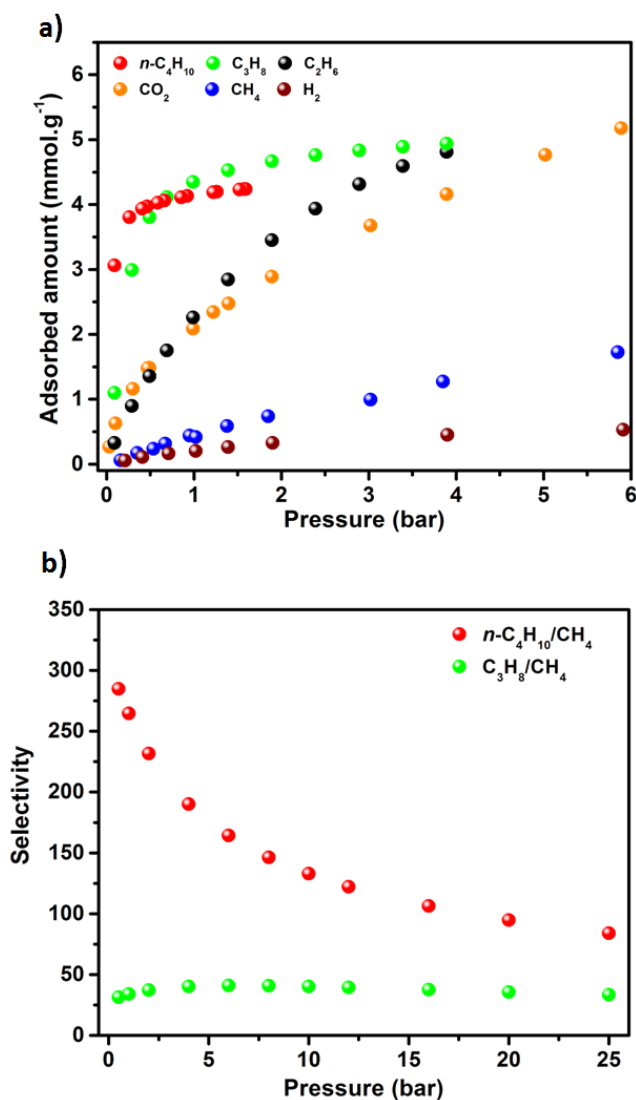 a)
n-C4H10 C3H8 C2H6
CO2 CH4 H2
6
5
4
3
2
1
0
Adsorbed amount (mmol.g-1)
0 1 2 3 4 5 6
Pressure (bar)
b)
350
300
250
200
150
100
50
0
n-C4H10/CH4
C3H8/CH4
Selectivity
0 5 10 15 20 25
Pressure (bar)